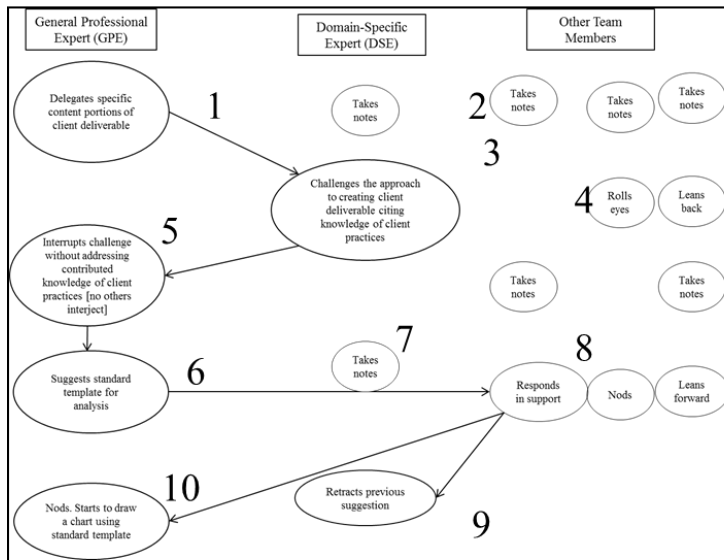 General Professional
Expert (GPE)
Domain-Specific
Expert (DSE)
Other Team
Members
Delegates specific
content portions of
client deliverable
1
Takes
notes
2
Takes
notes
Takes
notes
Takes
notes
3
Challenges the approach
to creating client
deliverable citing
knowledge of client
practices
4
Rolls
eyes
Leans
back
5
Interrupts challenge
without addressing
contributed
knowledge of client
practices [no others
interject]
Takes
notes
Takes
notes
Suggests standard
template for
analysis
6
Takes
notes
7
8
Responds
in support
Nods
Leans
forward
Nods. Starts to draw
a chart using
standard template
10
Retracts previous
suggestion
9